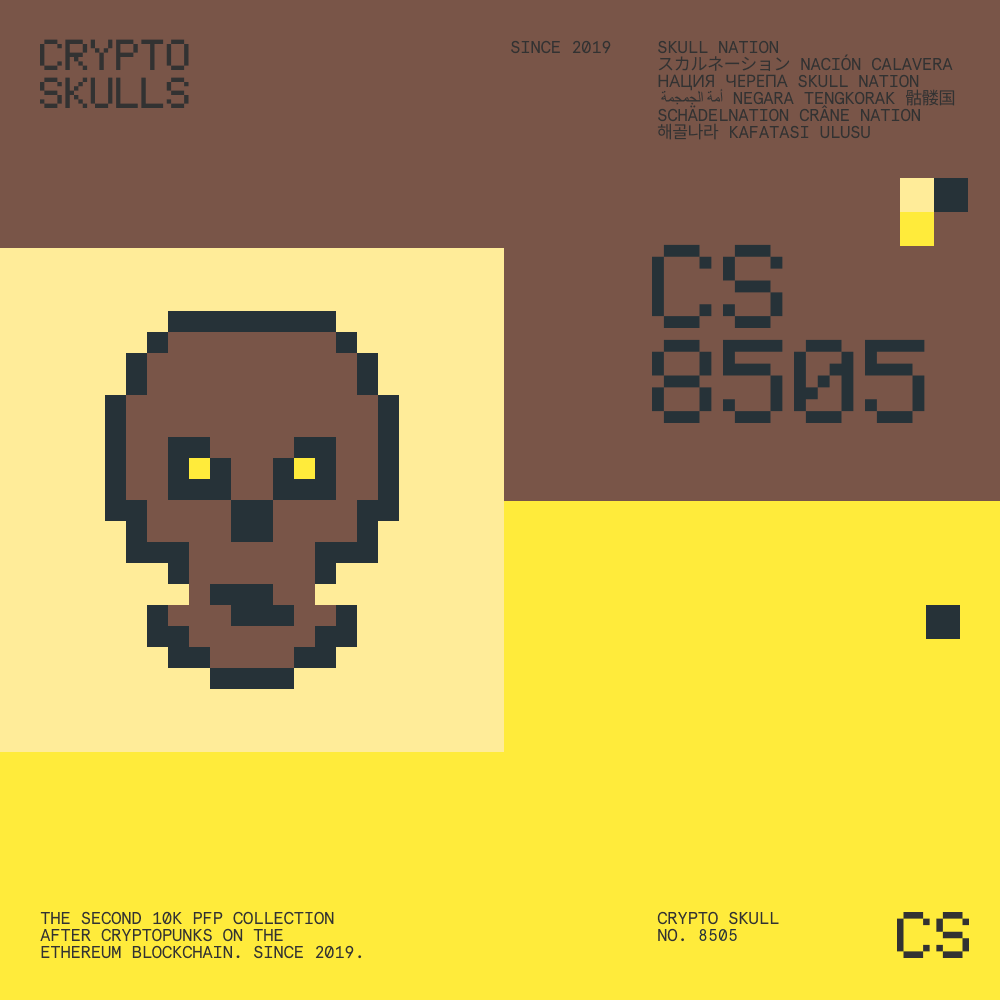 CRYPTO
SKULLS
SINCE 2019
SKULL NATION
スカルネーション NACIÓN CALAVERA
НАЦИЯ ЧЕРЕПА SKULL NATION
أمة الجمجمة NEGARA TENGKORAK 骷髅国
SCHÄDELNATION CRÂNE NATION
해골나라 KAFATASI ULUSU
CS
8505
THE SECOND 10K PFP COLLECTION
AFTER CRYPTOPUNKS ON THE
ETHEREUM BLOCKCHAIN. SINCE 2019.
CRYPTO SKULL
NO. 8505
CS